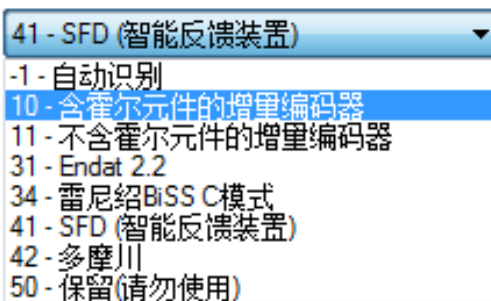 41 - SFD (智能反馈装置)
-1 - 自动识别
10 - 含霍尔元件的增量编码器
11 - 不含霍尔元件的增量编码器
31 - Endat 2.2
34 - 雷尼绍BiSS C模式
41 - SFD (智能反馈装置)
42 - 多摩川
50 - 保留(请勿使用)